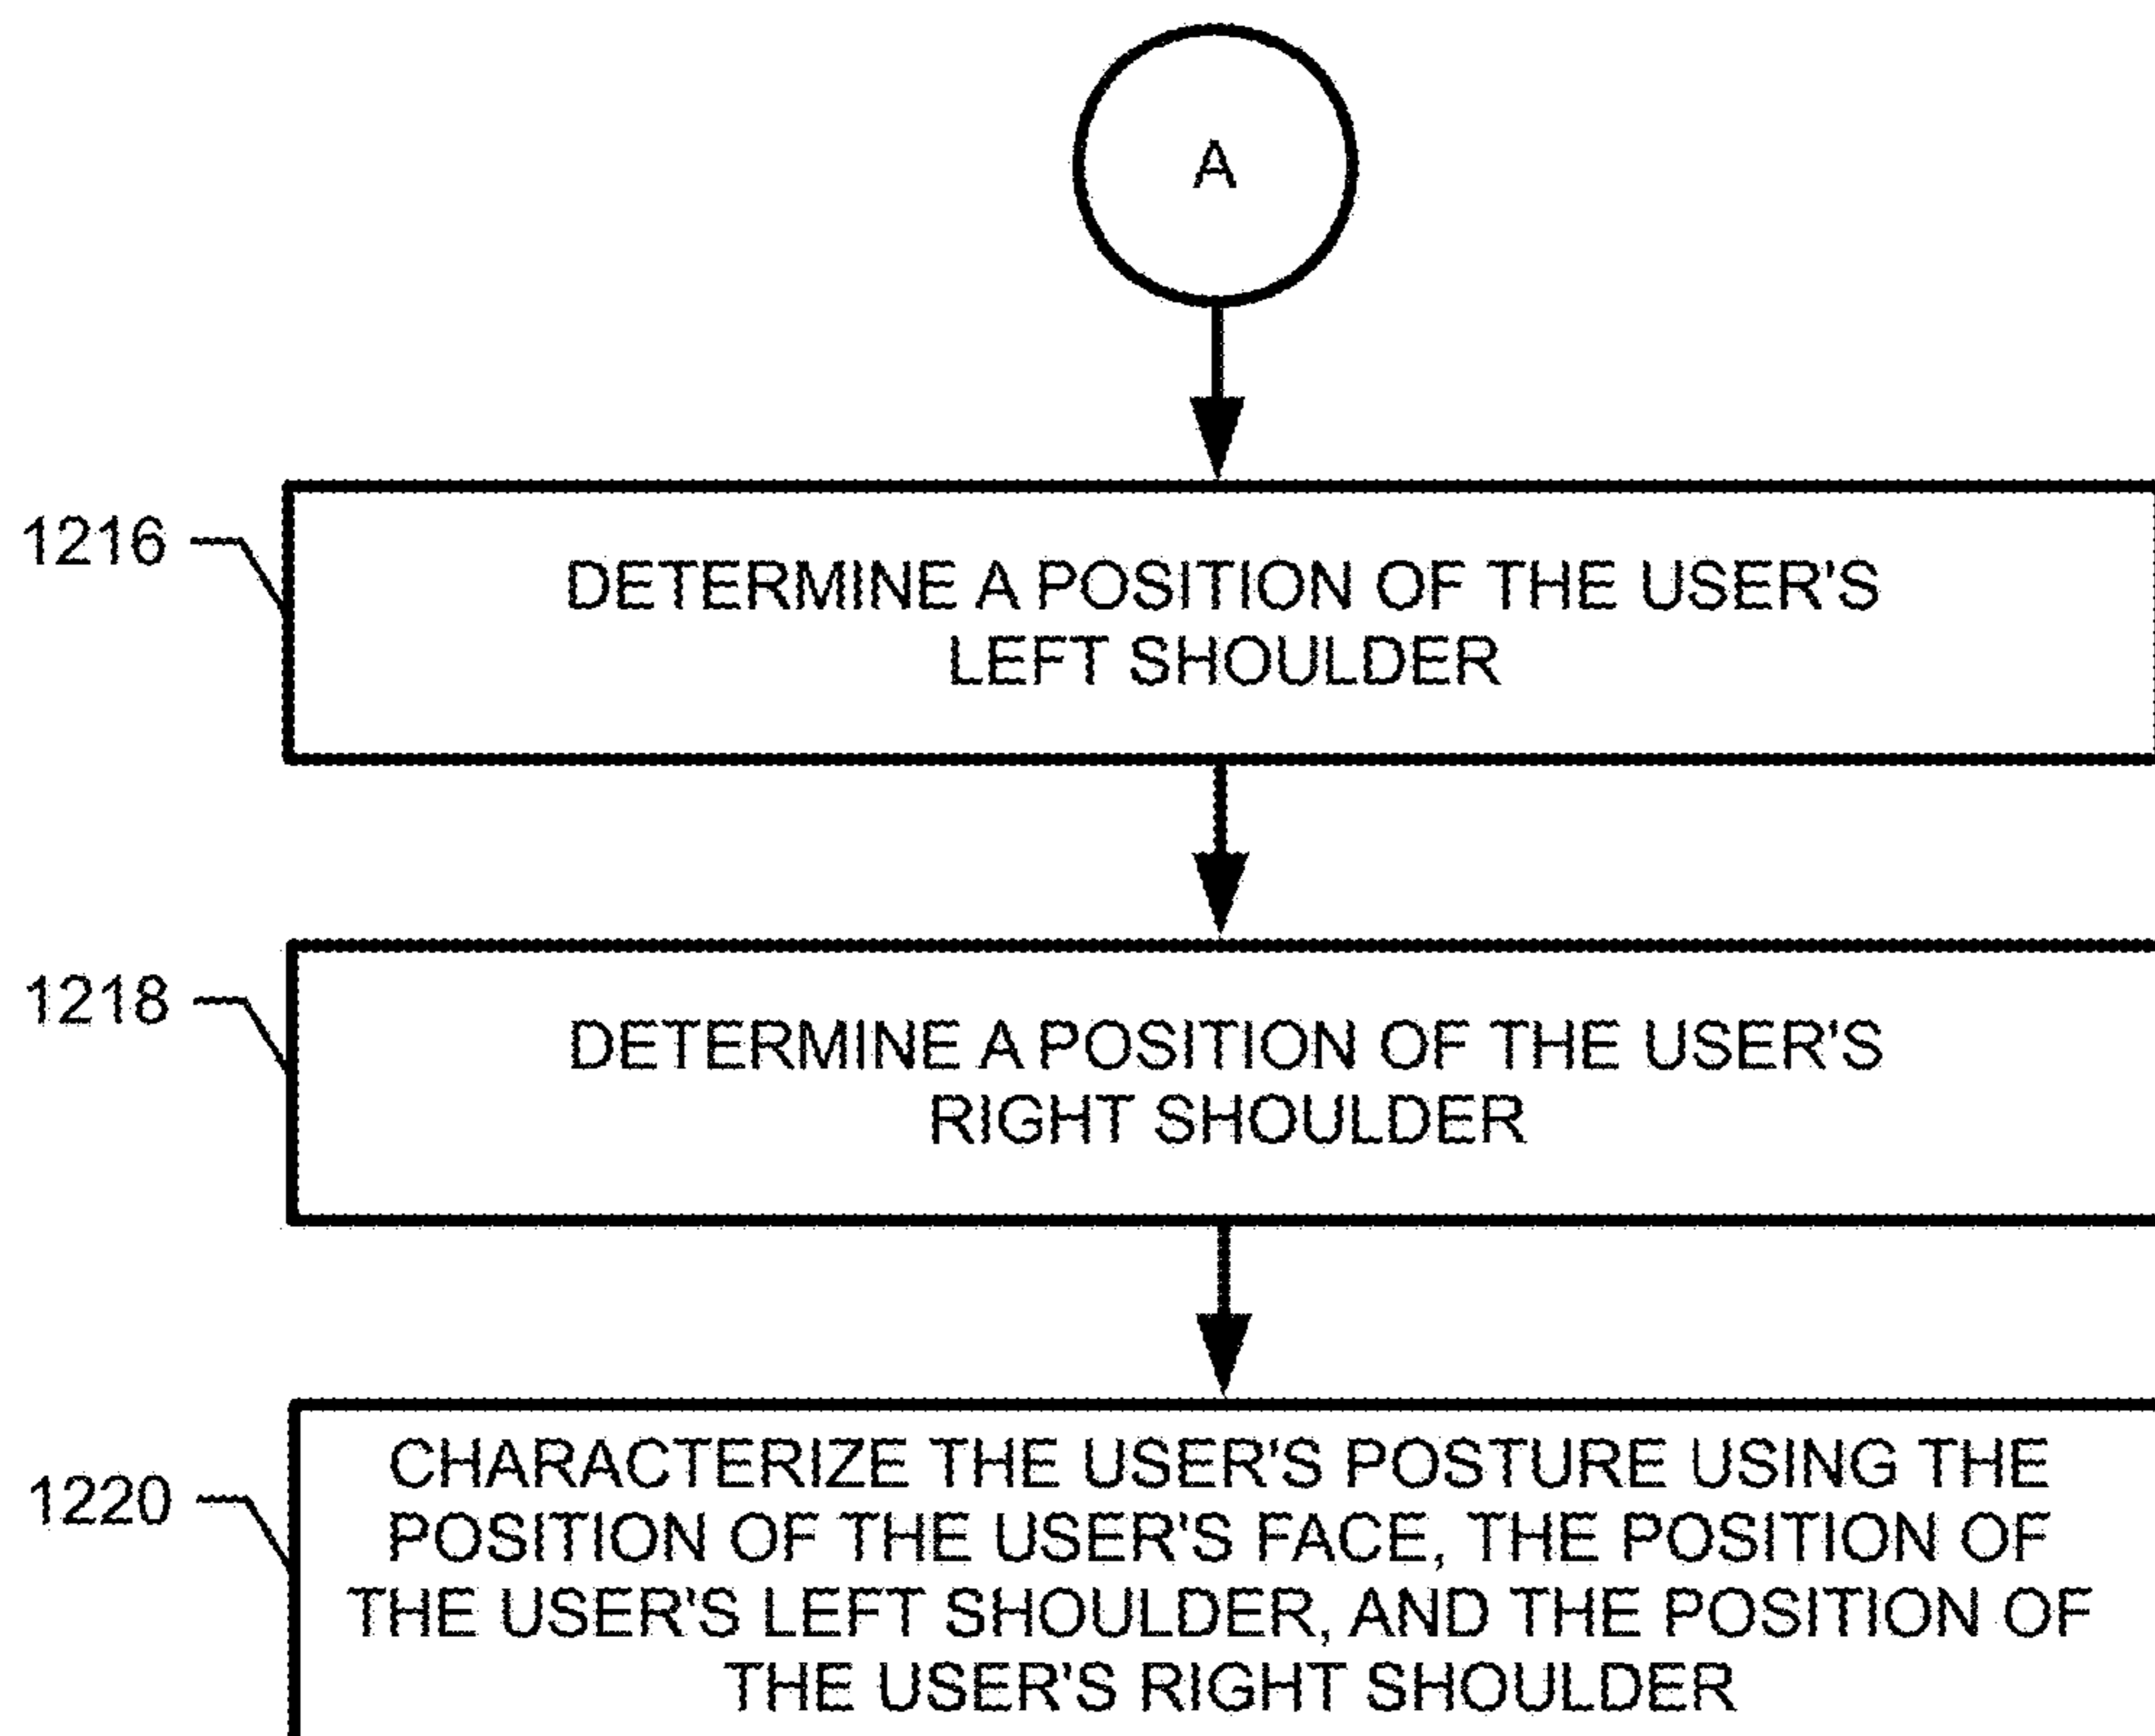 A
1216
DETERMINE A POSITION OF THE USER'S
LEFT SHOULDER
1218
DETERMINE A POSITION OF THE USER'S
RIGHT SHOULDER
1220
CHARACTERIZE THE USER'S POSTURE USING THE
POSITION OF THE USER'S FACE, THE POSITION OF
THE USER'S LEFT SHOULDER, AND THE POSITION OF
THE USER'S RIGHT SHOULDER